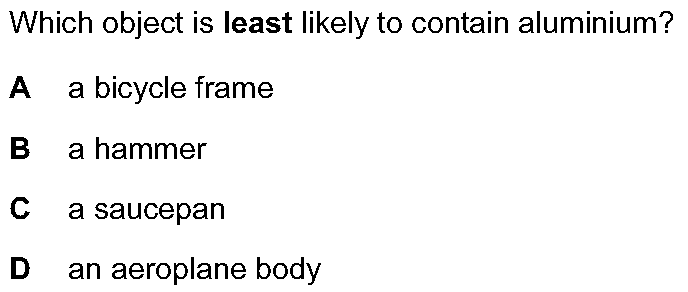 Which object is least likely to contain aluminium?
A a bicycle frame
B a hammer
C a saucepan
D an aeroplane body